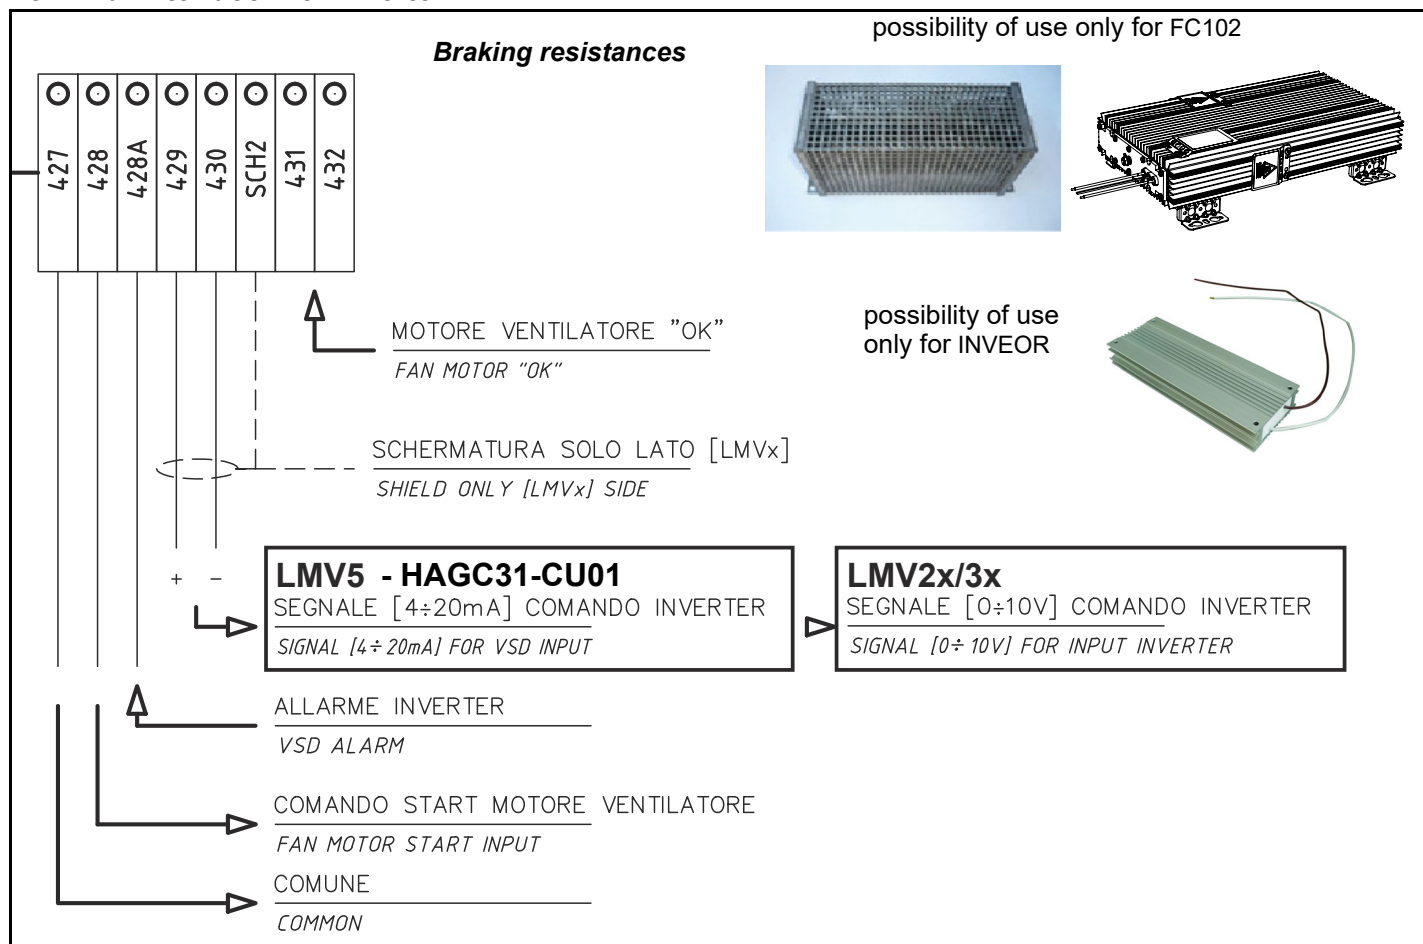 possibility of use only for FC102
Braking resistances
427
428
428A
429
430
SCH2
431
432
possibility of use
only for INVEOR
MOTORE VENTILATORE "OK"
FAN MOTOR "OK"
SCHERMATURA SOLO LATO [LMVx]
SHIELD ONLY [LMVx] SIDE
+ −
LMV5 - HAGC31-CU01
SEGNALE [4÷20mA] COMANDO INVERTER
SIGNAL [4÷20mA] FOR VSD INPUT
LMV2x/3x
SEGNALE [0÷10V] COMANDO INVERTER
SIGNAL [0÷10V] FOR INPUT INVERTER
ALLARME INVERTER
VSD ALARM
COMANDO START MOTORE VENTILATORE
FAN MOTOR START INPUT
COMUNE
COMMON